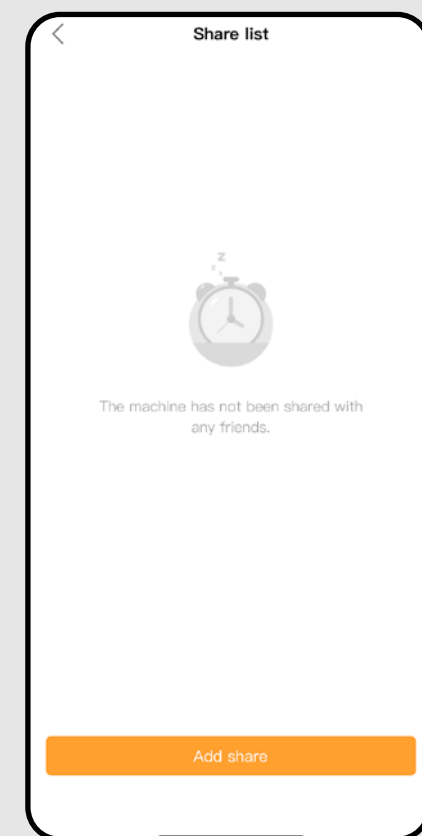 Share list
z
The machine has not been shared with
any friends.
Add share